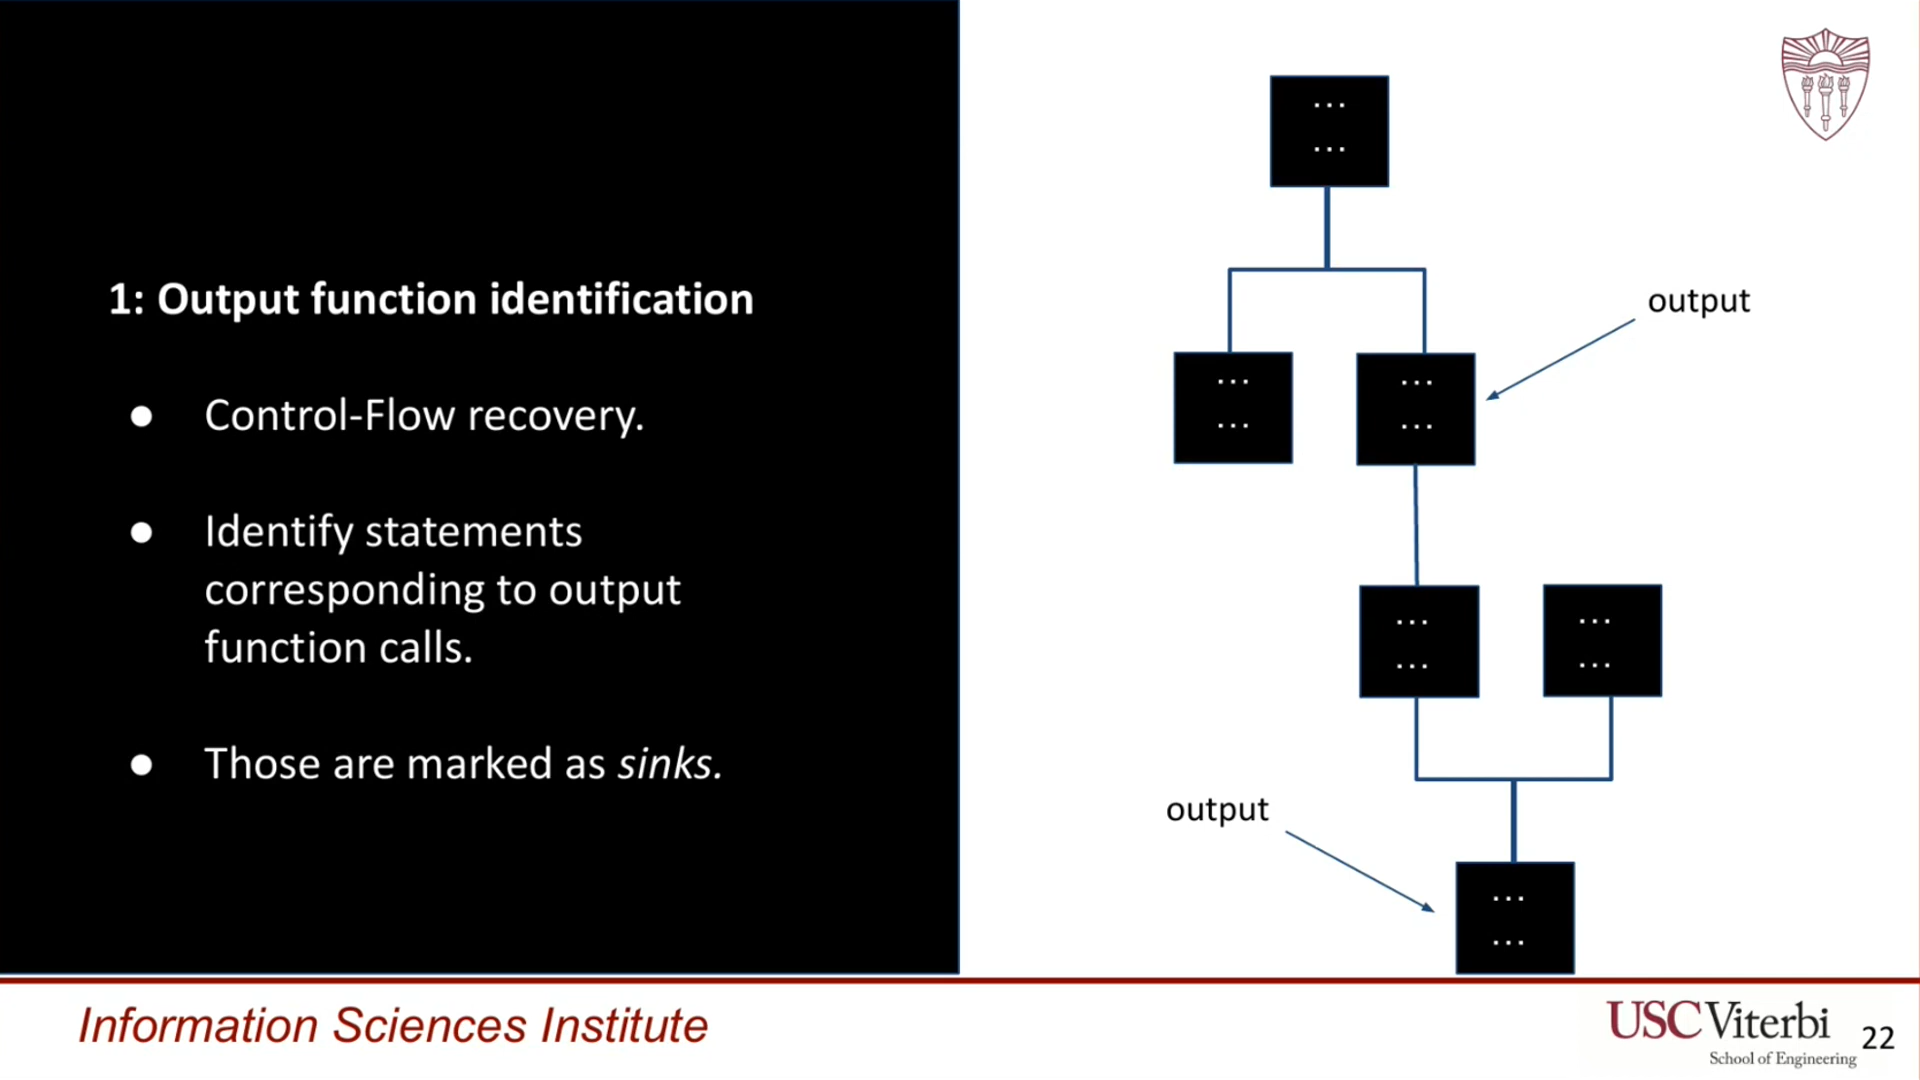 1: Output function identification
● Control-Flow recovery.
● Identify statements
corresponding to output
function calls.
● Those are marked as sinks.
...
...
output
...
...
...
...
...
...
...
...
output
...
...
Information Sciences Institute
USC Viterbi
School of Engineering
22